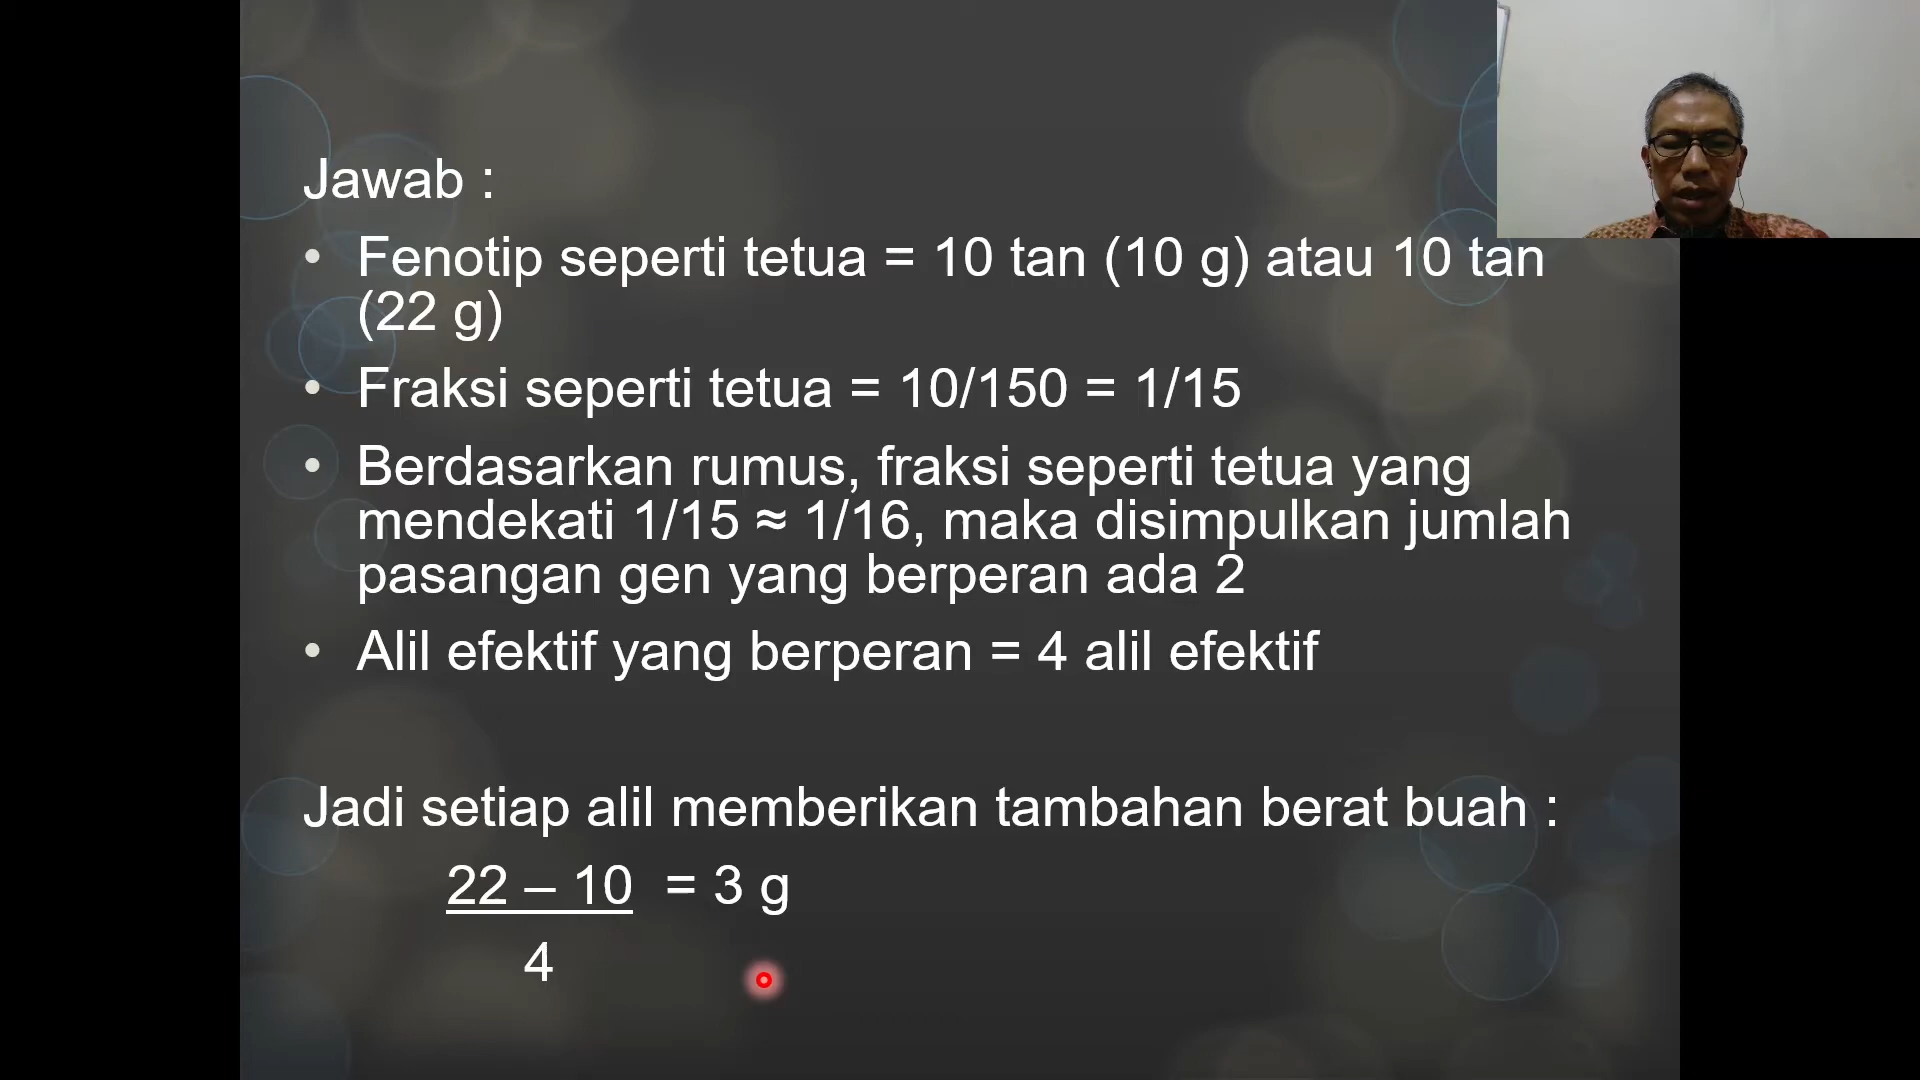 Jawab :
• Fenotip seperti tetua = 10 tan (10 g) atau 10 tan
(22 g)
• Fraksi seperti tetua = 10/150 = 1/15
• Berdasarkan rumus, fraksi seperti tetua yang
mendekati 1/15 ≈ 1/16, maka disimpulkan jumlah
pasangan gen yang berperan ada 2
• Alil efektif yang berperan = 4 alil efektif
Jadi setiap alil memberikan tambahan berat buah :
22 – 10 = 3 g
4